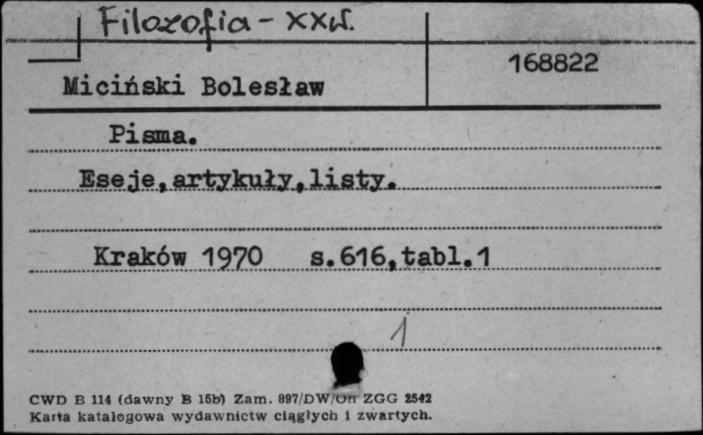 Filozofia - XXw.
168822
Miciński Bolesław
Pisma.
Eseje,artykuły,listy.
Kraków 1970 s.616,tabl.1
1
CWD B 114 (dawny B 15b) Zam. 897/DW/On ZGG 2542
Karta katalogowa wydawnictw ciągłych i zwartych.